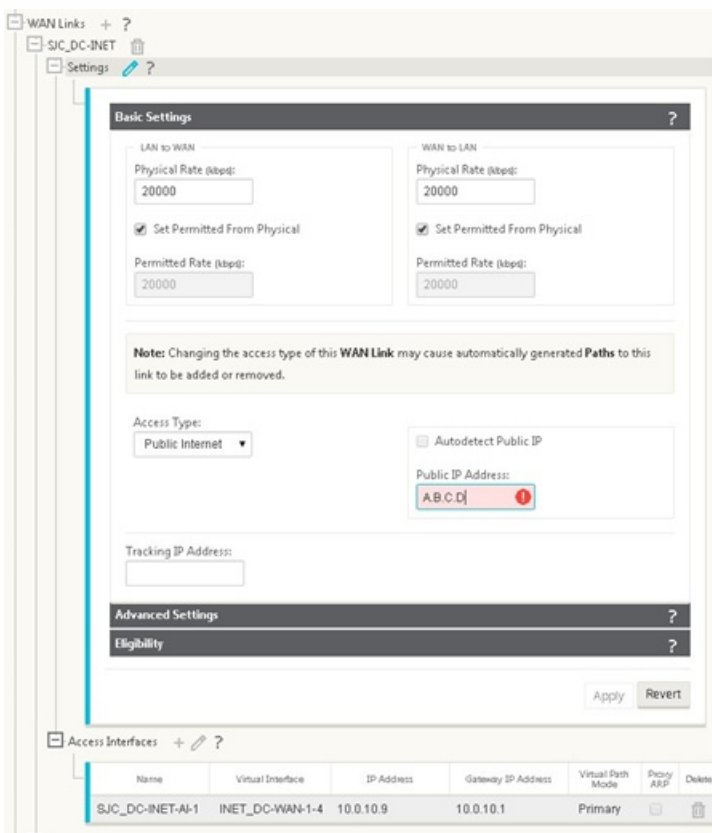 WAN Links + ?
SJC_DC-INET
Settings ?
Basic Settings ?
LAN to WAN
WAN to LAN
Physical Rate (kbps):
Physical Rate (kbps):
20000
20000
Set Permitted From Physical
Set Permitted From Physical
Permitted Rate (kbps):
Permitted Rate (kbps):
20000
20000
Note: Changing the access type of this WAN Link may cause automatically generated Paths to this
link to be added or removed.
Access Type:
Public Internet
Autodetect Public IP
Public IP Address:
A.B.C.D
Tracking IP Address:
Advanced Settings ?
Eligibility ?
Apply Revert
Access Interfaces + ?
Name Virtual Interface IP Address Gateway IP Address Virtual Path Mode Proxy ARP Delete
SJC_DC-INET-AI-1 INET_DC-WAN-1-4 10.0.10.9 10.0.10.1 Primary